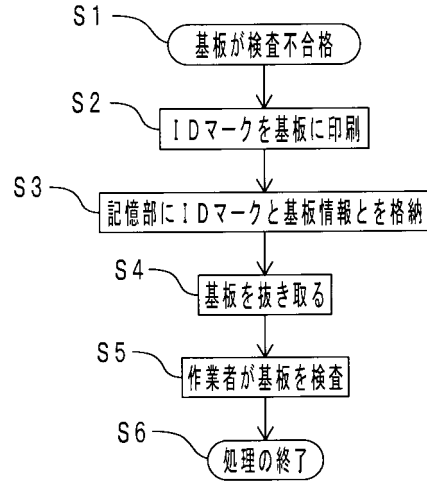 S1
基板が検査不合格
S2
IDマークを基板に印刷
S3
記憶部にIDマークと基板情報とを格納
S4
基板を抜き取る
S5
作業者が基板を検査
S6
処理の終了